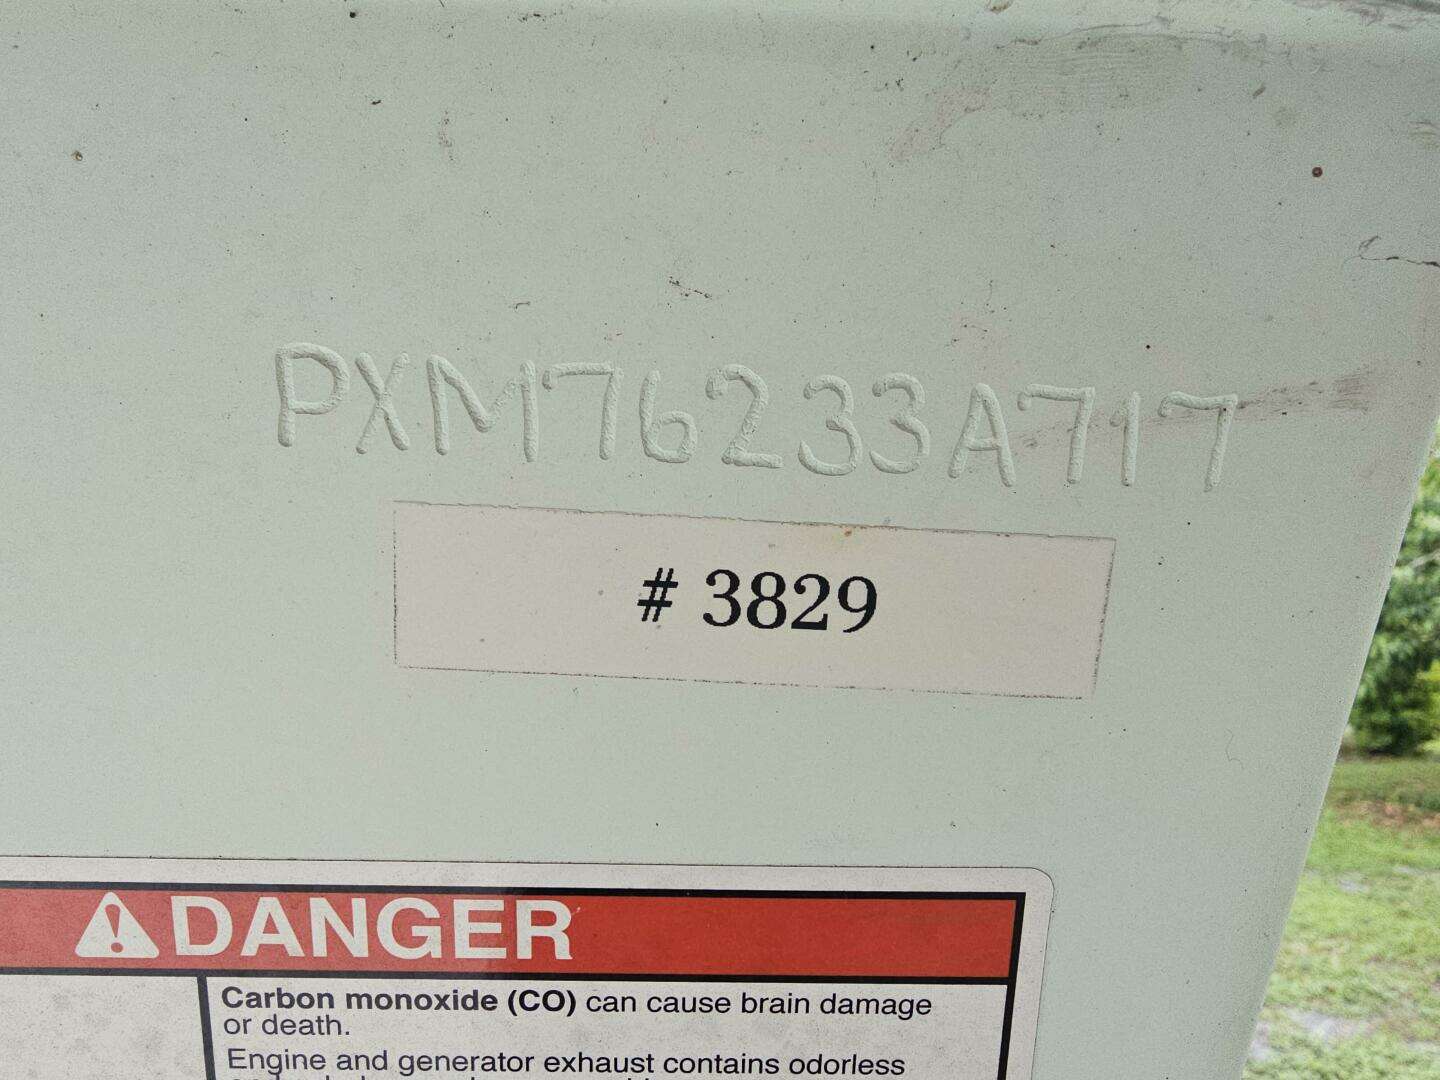 PXM76233A717
# 3829
DANGER
Carbon monoxide (CO) can cause brain damage
or death.
Engine and generator exhaust contains odorless